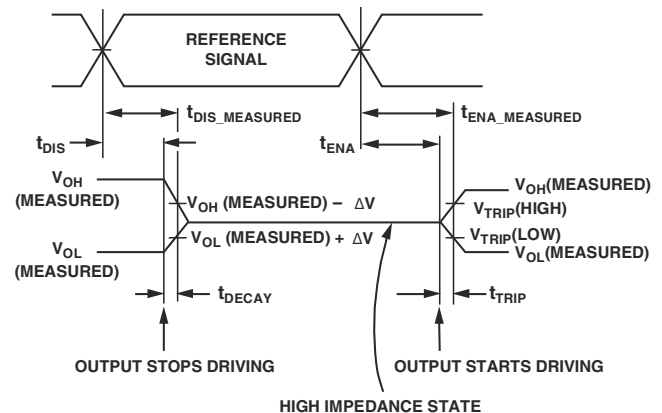 REFERENCE
SIGNAL
tDIS_MEASURED
tENA_MEASURED
tDIS
tENA
VOH
(MEASURED)
VOH (MEASURED) – ΔV
VOH(MEASURED)
VTRIP(HIGH)
VOL
(MEASURED)
VOL (MEASURED) + ΔV
VTRIP(LOW)
VOL(MEASURED)
tDECAY
tTRIP
OUTPUT STOPS DRIVING
OUTPUT STARTS DRIVING
HIGH IMPEDANCE STATE